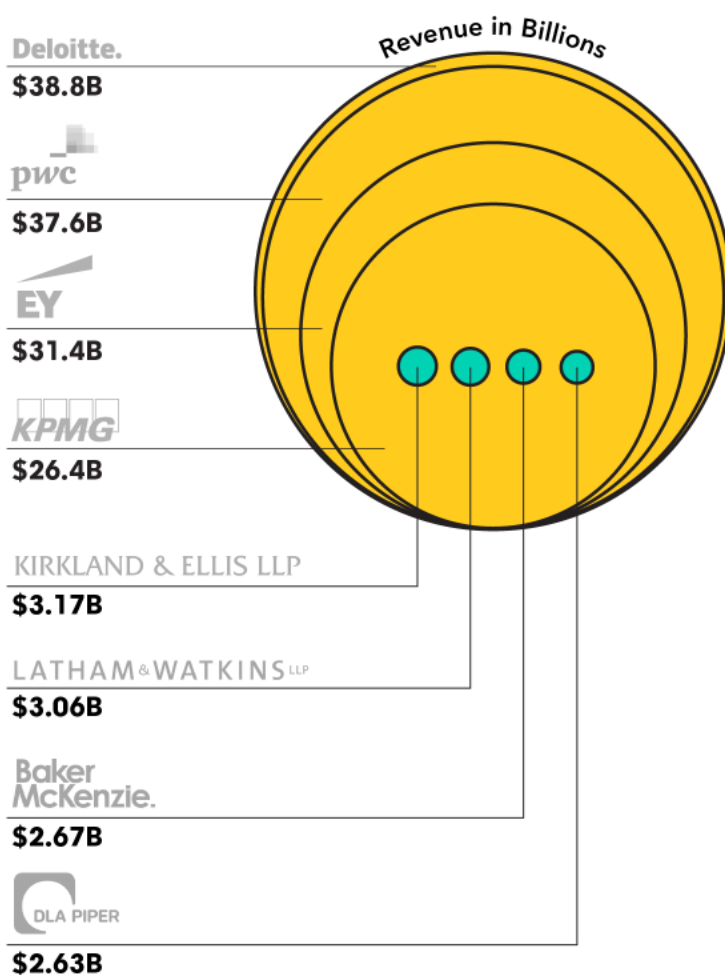 Revenue in Billions
Deloitte.
$38.8B
pwc
$37.6B
EY
$31.4B
KPMG
$26.4B
KIRKLAND & ELLIS LLP
$3.17B
LATHAM&WATKINS LLP
$3.06B
Baker
McKenzie.
$2.67B
DLA PIPER
$2.63B